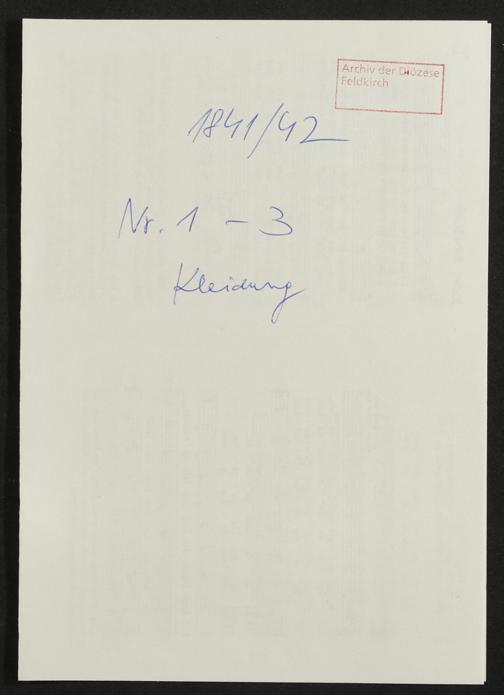 Archiv der Diözese
Feldkirch
1841/42
Nr. 1 - 3
Kleidung